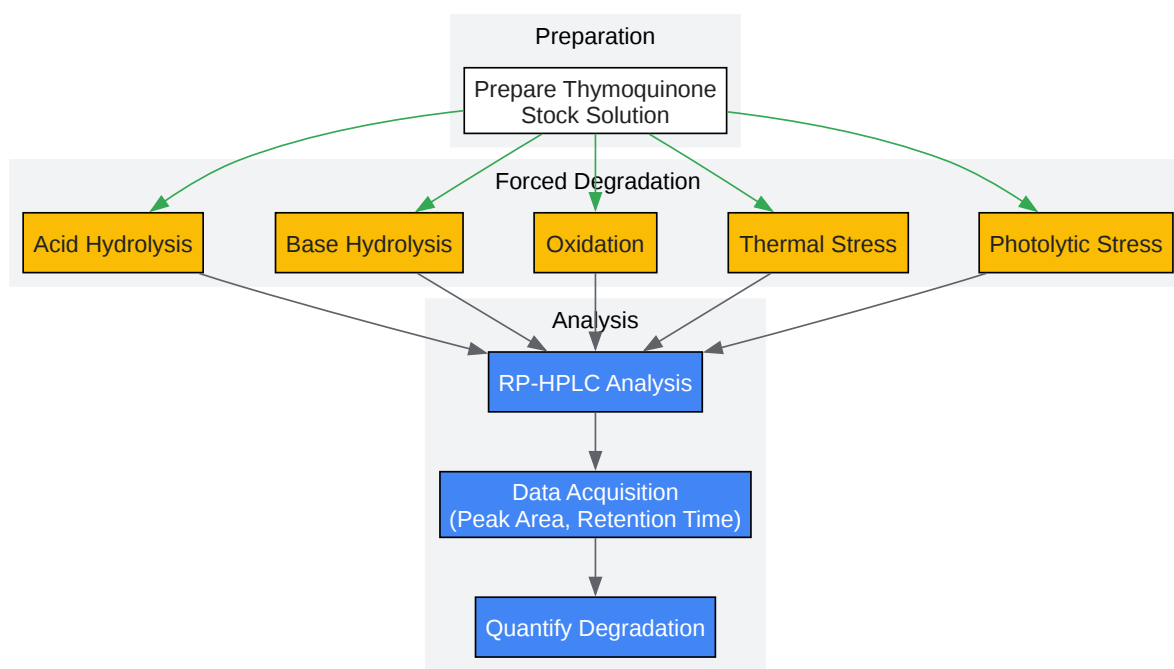 Preparation
Prepare Thymoquinone
Stock Solution
Forced Degradation
Acid Hydrolysis
Base Hydrolysis
Oxidation
Thermal Stress
Photolytic Stress
Analysis
RP-HPLC Analysis
Data Acquisition
(Peak Area, Retention Time)
Quantify Degradation